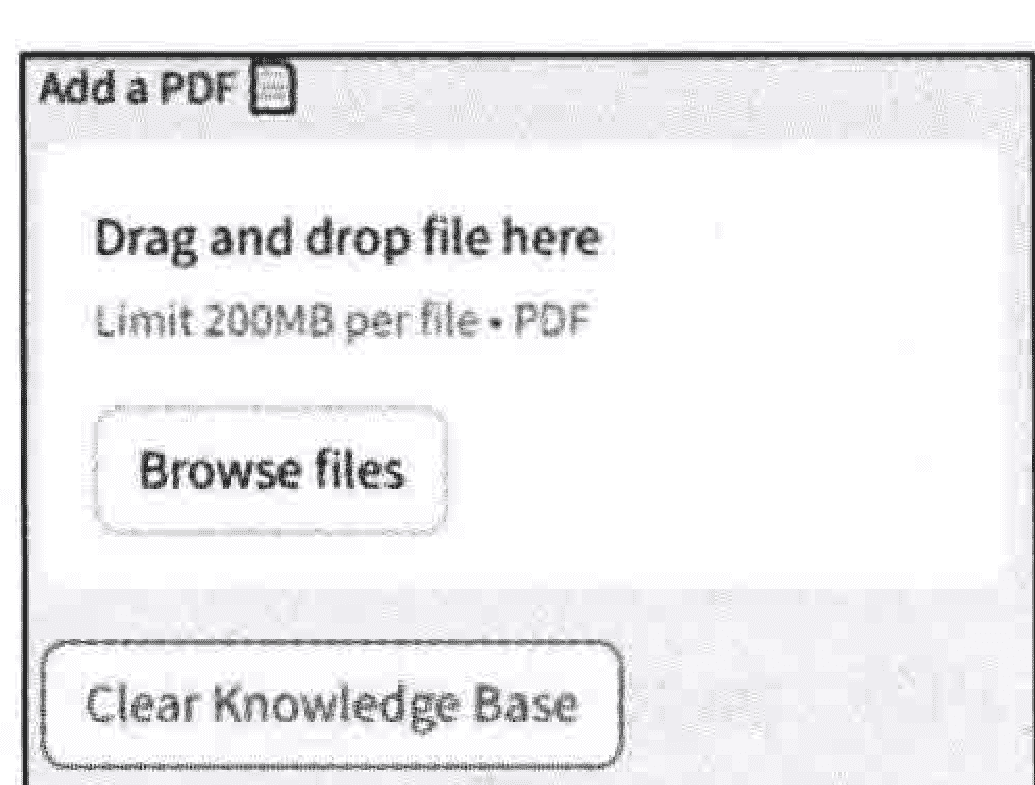 Add a PDF
Drag and drop file here
Limit 200MB per file • PDF
Browse files
Clear Knowledge Base